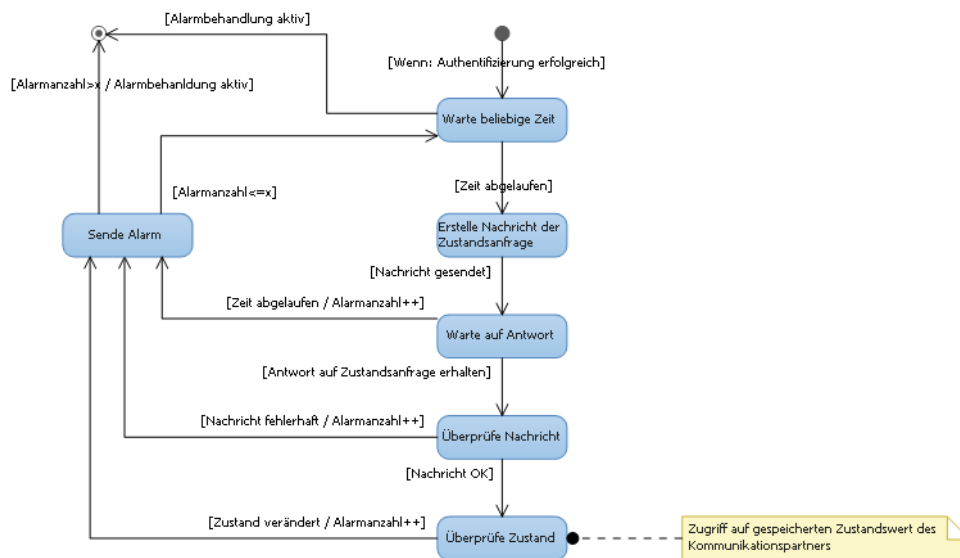 [Alarmbehandlung aktiv]
[Wenn: Authentifizierung erfolgreich]
[Alarmanzahl>x / Alarmbehanldung aktiv]
Warte beliebige Zeit
[Zeit abgelaufen]
[Alarmanzahl<=x]
Sende Alarm
Erstelle Nachricht der
Zustandsanfrage
[Nachricht gesendet]
[Zeit abgelaufen / Alarmanzahl++]
Warte auf Antwort
[Antwort auf Zustandsanfrage erhalten]
[Nachricht fehlerhaft / Alarmanzahl++]
Überprüfe Nachricht
[Nachricht OK]
[Zustand verändert / Alarmanzahl++]
Überprüfe Zustand
Zugriff auf gespeicherten Zustandswert des
Kommunikationspartners